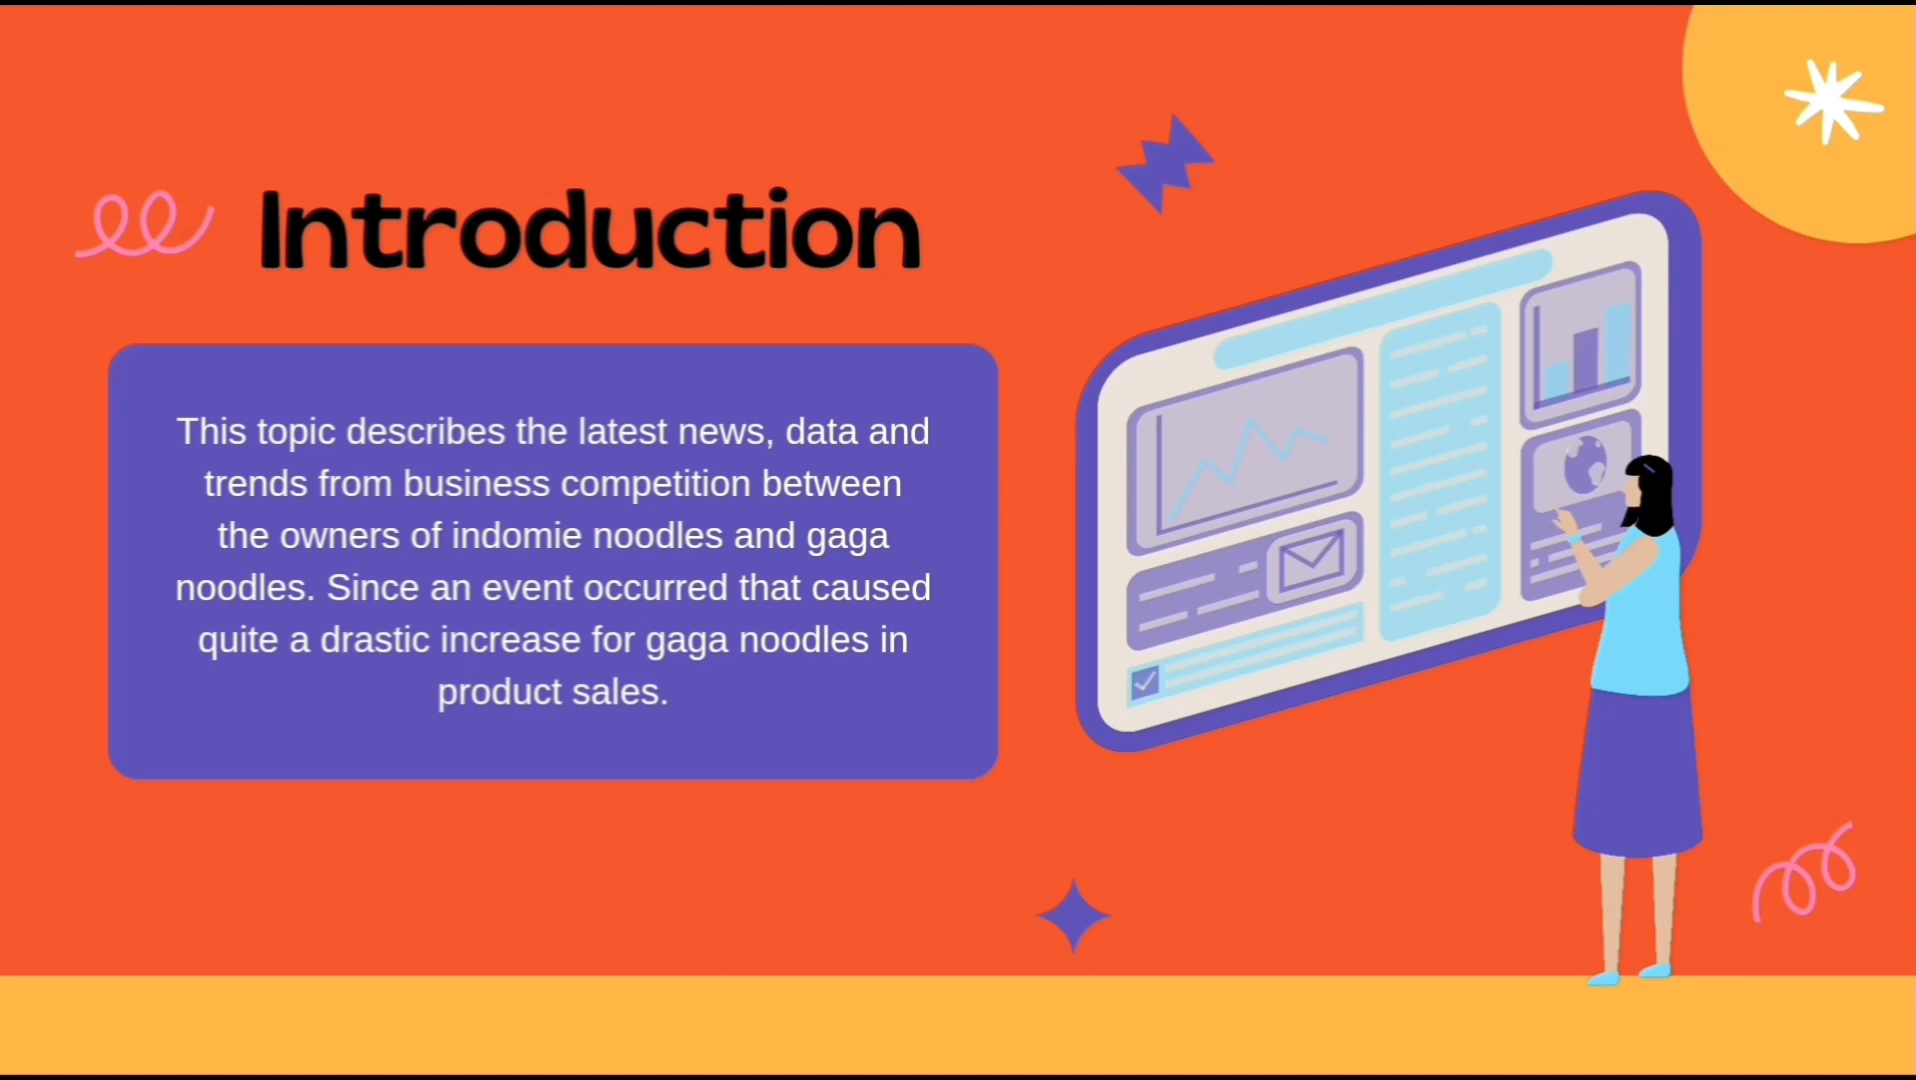 Introduction
This topic describes the latest news, data and
trends from business competition between
the owners of indomie noodles and gaga
noodles. Since an event occurred that caused
quite a drastic increase for gaga noodles in
product sales.